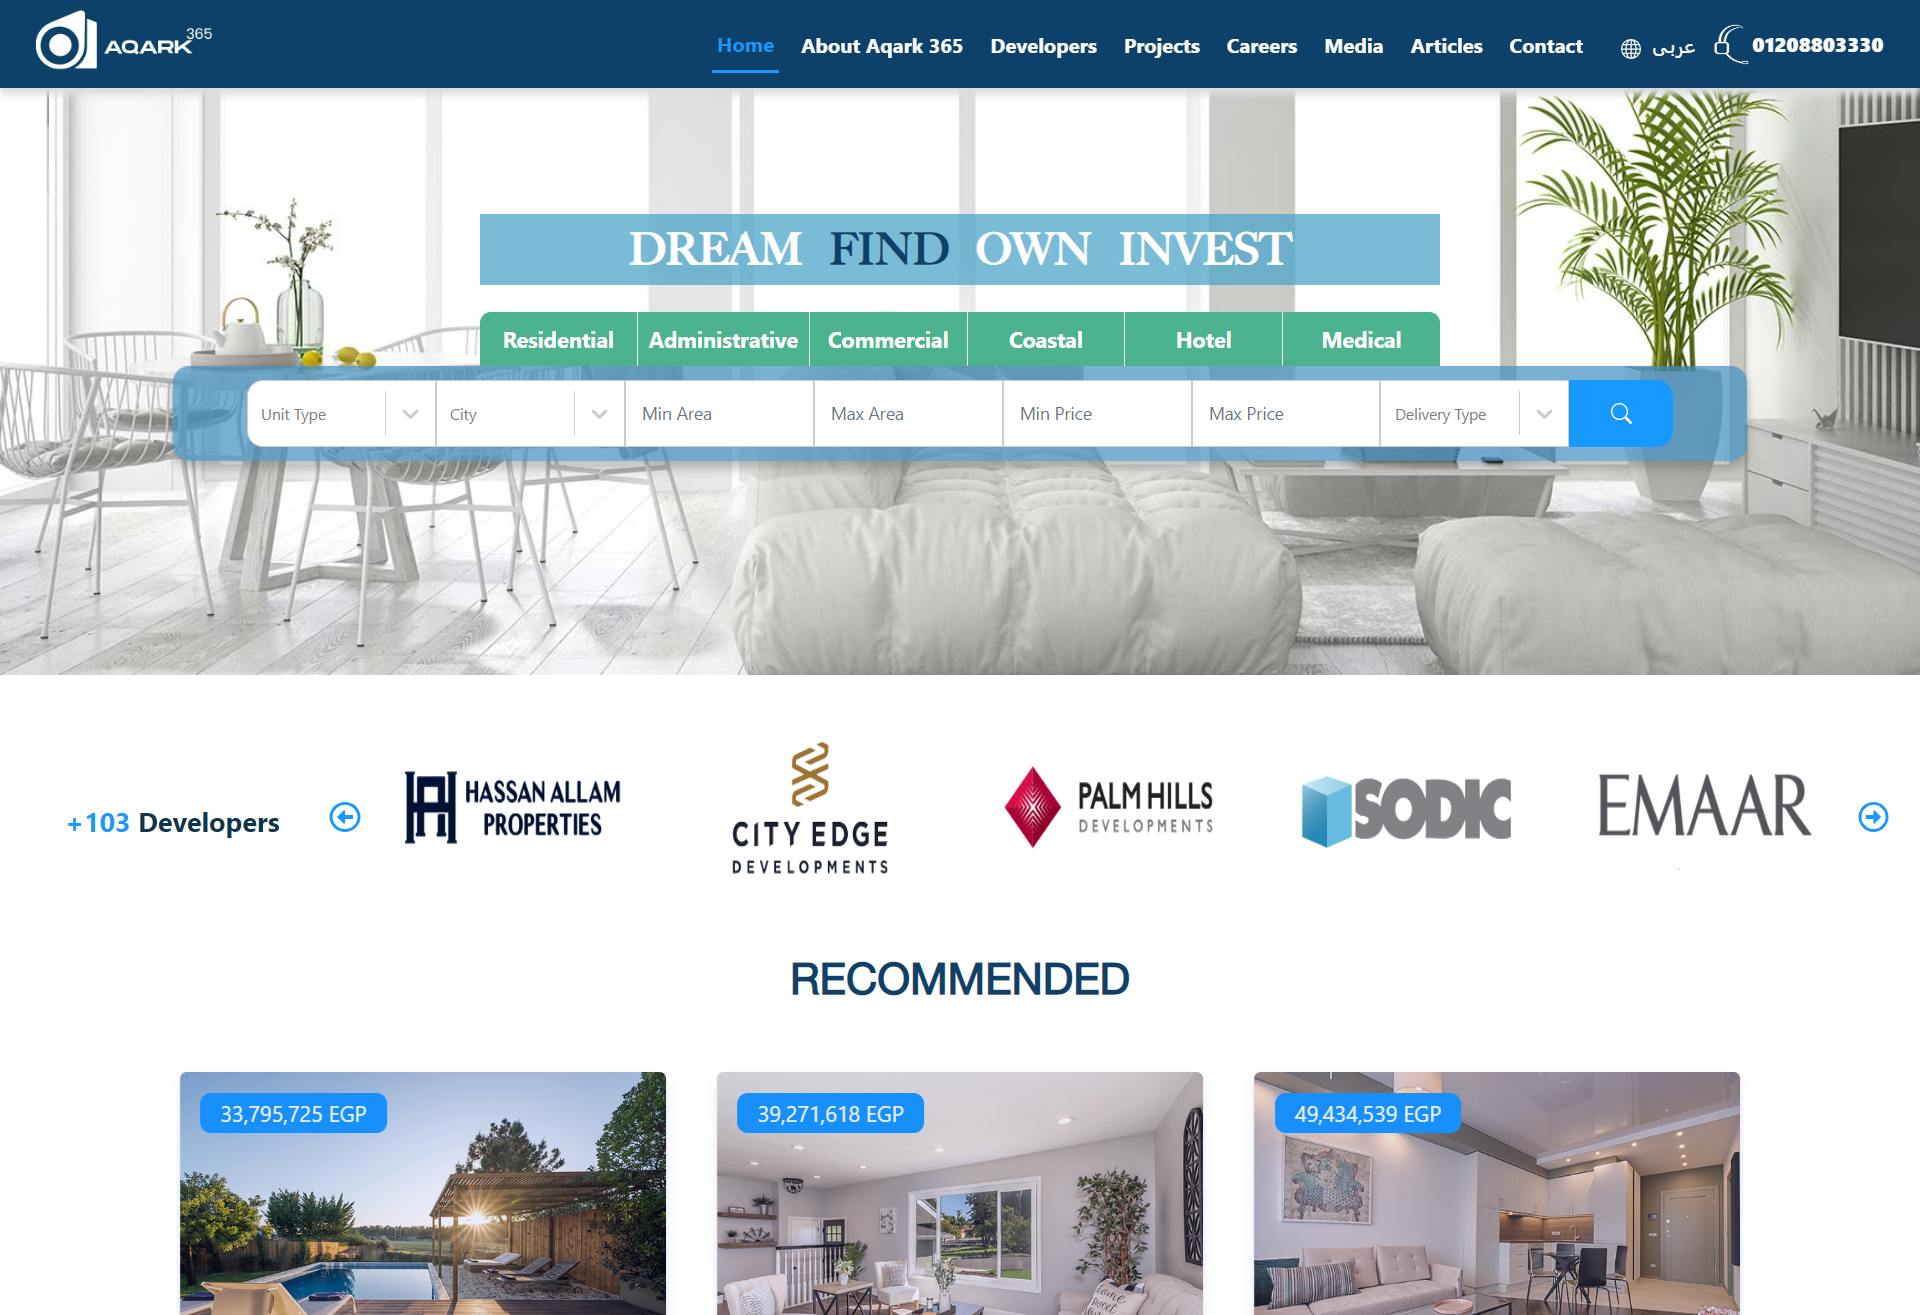 AQARK 365
Home About Aqark 365 Developers Projects Careers Media Articles Contact عربى 01208803330
DREAM FIND OWN INVEST
Residential Administrative Commercial Coastal Hotel Medical
Unit Type City Min Area Max Area Min Price Max Price Delivery Type
+103 Developers
HASSAN ALLAM
PROPERTIES
CITY EDGE
DEVELOPMENTS
PALM HILLS
DEVELOPMENTS
SODIC
EMAAR
RECOMMENDED
33,795,725 EGP
39,271,618 EGP
49,434,539 EGP
home
sweet